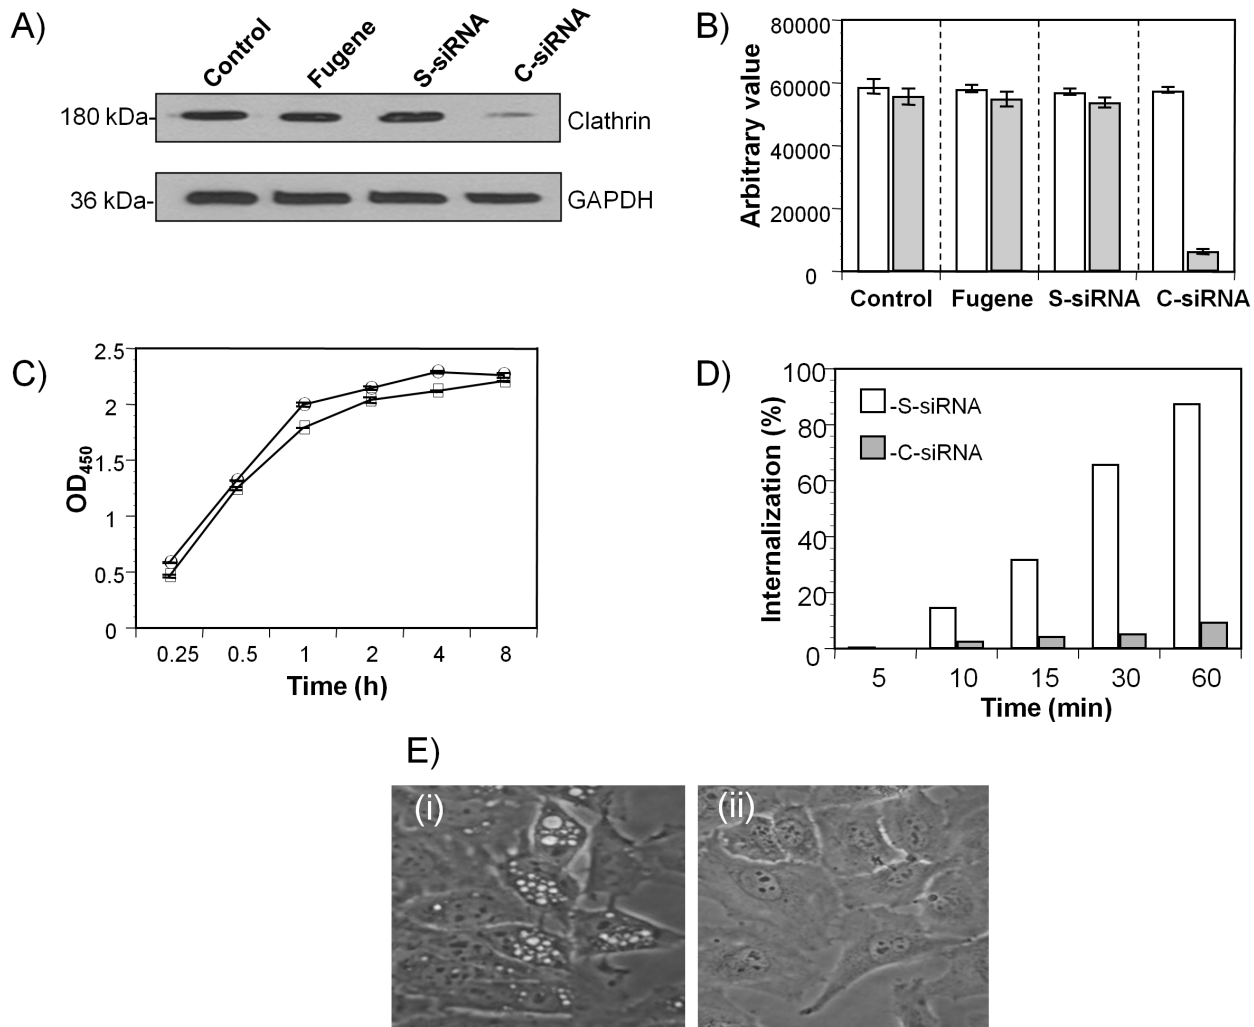 A)
Control
Fugene
S-siRNA
C-siRNA
180 kDa-
Clathrin
36 kDa-
GAPDH
B)
Arbitrary value
80000
60000
40000
20000
0
Control
Fugene
S-siRNA
C-siRNA
C)
OD450
2.5
2
1.5
1
0.5
0
0.25
0.5
1
2
4
8
Time (h)
D)
Internalization (%)
100
80
60
40
20
0
-S-siRNA
-C-siRNA
5
10
15
30
60
Time (min)
E)
(i)
(ii)